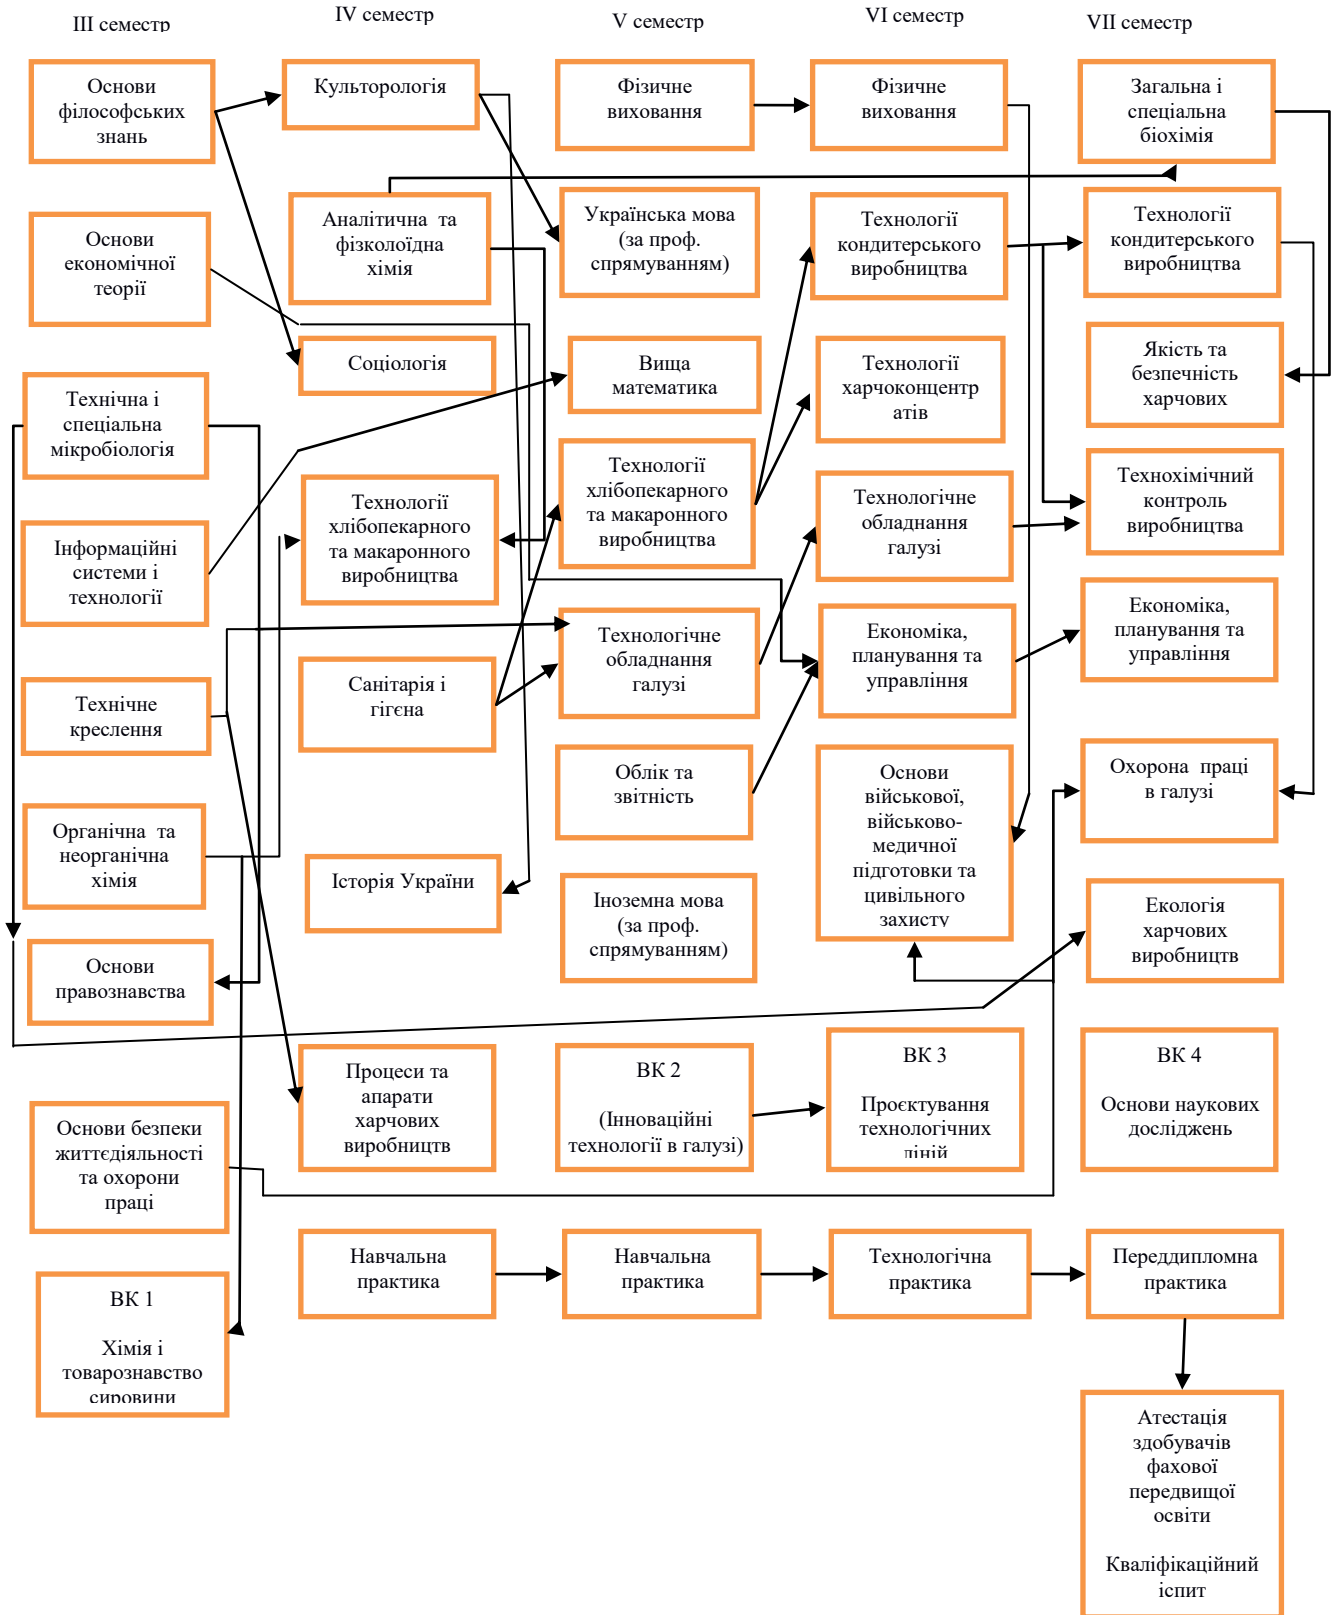 III семестр
IV семестр
V семестр
VI семестр
VII семестр
Основи
філософських
знань
Основи
економічної
теорії
Технічна і
спеціальна
мікробіологія
Інформаційні
системи і
технології
Технічне
креслення
Органічна та
неорганічна
хімія
Основи
правознавства
Основи безпеки
життєдіяльності
та охорони
праці
ВК 1
Хімія і
товарознавство
сировини
Культорологія
Аналітична та
фізколоїдна
хімія
Соціологія
Технології
хлібопекарного
та макаронного
виробництва
Санітарія і
гігєна
Історія України
Процеси та
апарати
харчових
виробництв
Навчальна
практика
Фізичне
виховання
Українська мова
(за проф.
спрямуванням)
Вища
математика
Технології
хлібопекарного
та макаронного
виробництва
Технологічне
обладнання
галузі
Облік та
звітність
Іноземна мова
(за проф.
спрямуванням)
ВК 2
(Інноваційні
технології в галузі)
Навчальна
практика
Фізичне
виховання
Технології
кондитерського
виробництва
Технології
харчоконцентр
атів
Технологічне
обладнання
галузі
Економіка,
планування та
управління
Основи
військової,
військово-
медичної
підготовки та
цивільного
захисту
ВК 3
Проєктування
технологічних
ліній
Технологічна
практика
Загальна і
спеціальна
біохімія
Технології
кондитерського
виробництва
Якість та
безпечність
харчових
Технохімічний
контроль
виробництва
Економіка,
планування та
управління
Охорона праці
в галузі
Екологія
харчових
виробництв
ВК 4
Основи наукових
досліджень
Переддипломна
практика
Атестація
здобувачів
фахової
передвищої
освіти
Кваліфікаційний
іспит